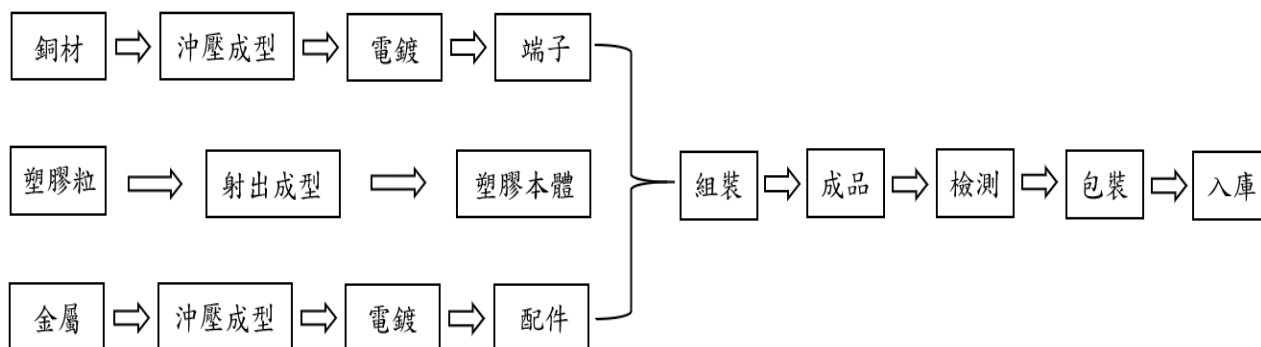 銅材 沖壓成型 電鍍 端子
塑膠粒 射出成型 塑膠本體 組裝 成品 檢測 包裝 入庫
金屬 沖壓成型 電鍍 配件